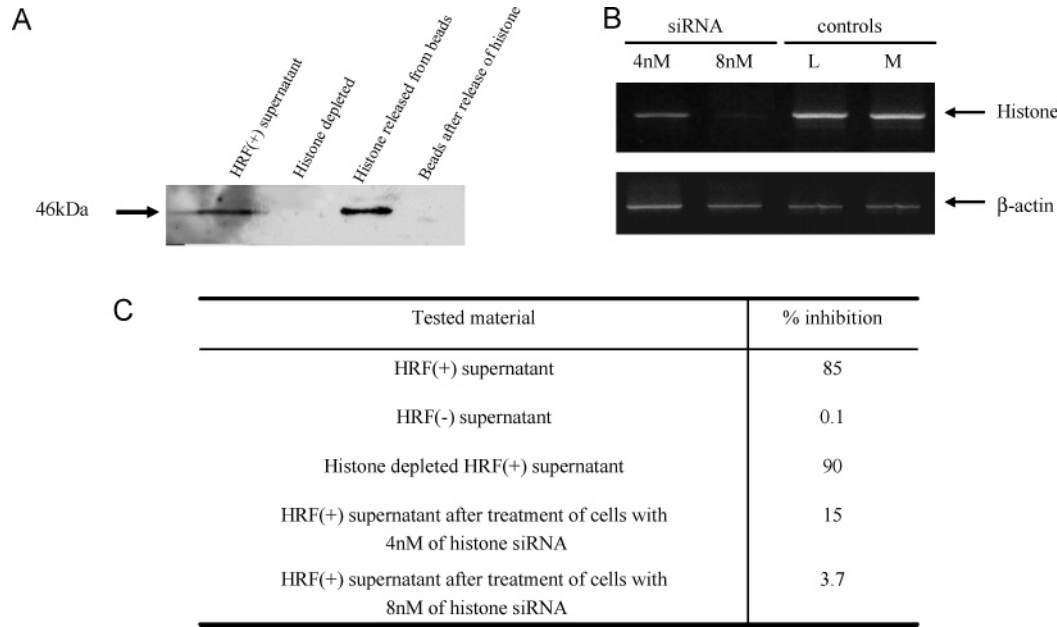 A
HRF(+) supernatant
Histone depleted
Histone released from beads
Beads after release of histone
46kDa
B
siRNA controls
4nM 8nM L M
Histone
β-actin
C
Tested material % inhibition
HRF(+) supernatant 85
HRF(-) supernatant 0.1
Histone depleted HRF(+) supernatant 90
HRF(+) supernatant after treatment of cells with
4nM of histone siRNA 15
HRF(+) supernatant after treatment of cells with
8nM of histone siRNA 3.7